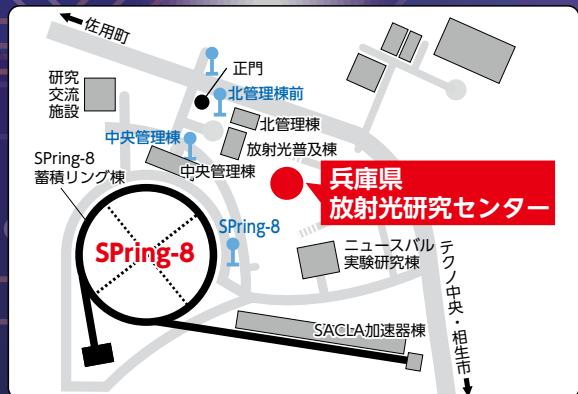 佐用町
正門
研究
交流
施設
北管理棟前
北管理棟
中央管理棟
放射光普及棟
中央管理棟
SPring-8
蓄積リング棟
兵庫県
放射光研究センター
SPring-8
SPring-8
ニュースバル
実験研究棟
テクノ中央・相生市
SACLA加速器棟